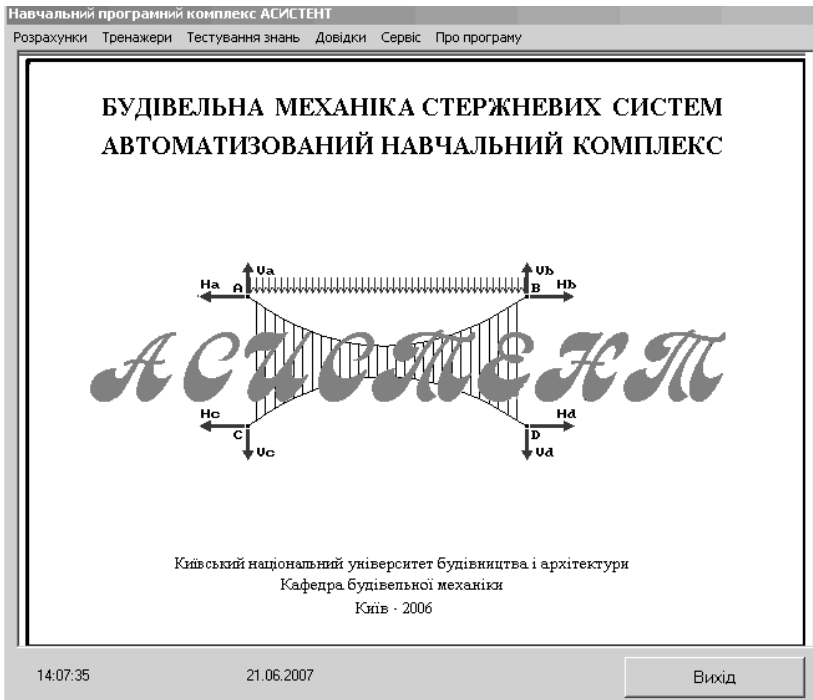 Навчальний програмний комплекс АСИСТЕНТ
Розрахунки Тренажери Тестування знань Довідки Сервіс Про програму
БУДІВЕЛЬНА МЕХАНІКА СТЕРЖНЕВИХ СИСТЕМ
АВТОМАТИЗОВАНИЙ НАВЧАЛЬНИЙ КОМПЛЕКС
Va Vb
Ha A B Hb
АСИСТЕНТ
Hc Hd
C D
Vc Vd
Київський національний університет будівництва і архітектури
Кафедра будівельної механіки
Київ - 2006
14:07:35 21.06.2007 Вихід